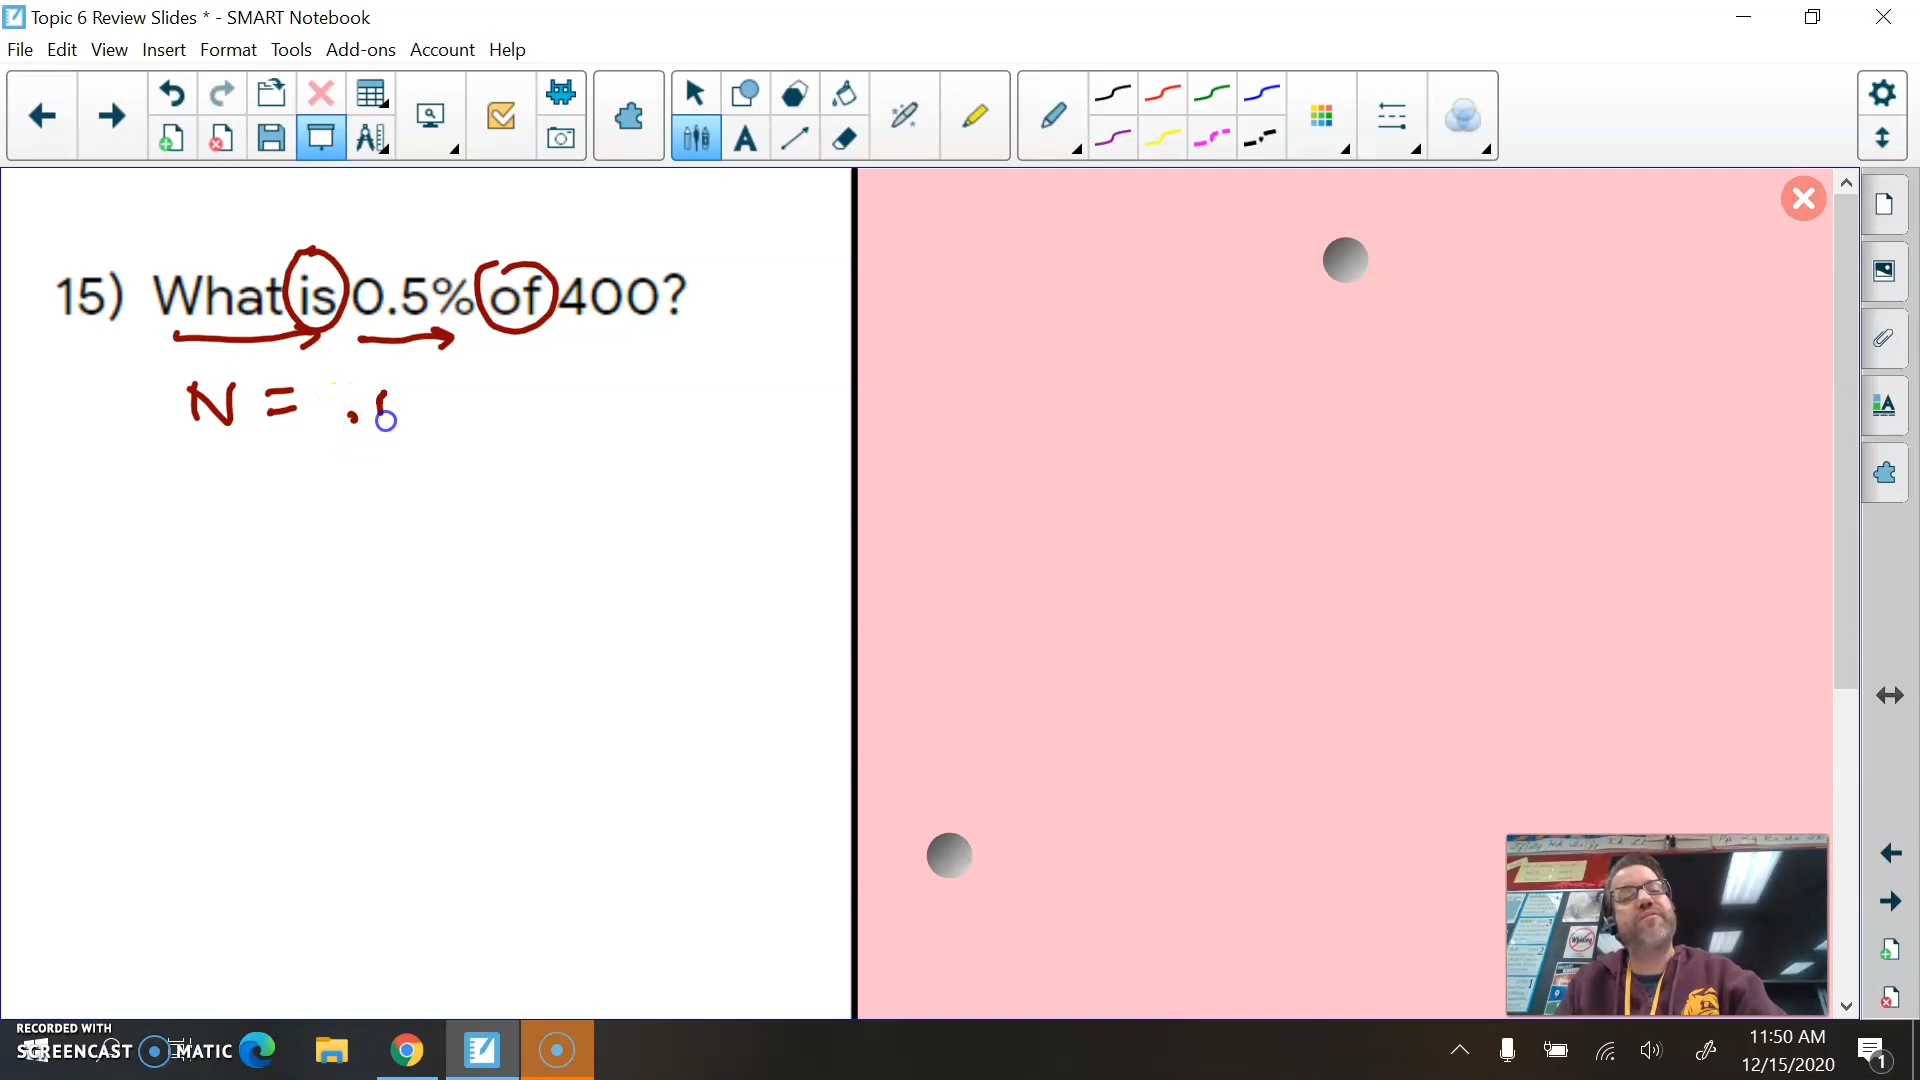 Topic 6 Review Slides * - SMART Notebook
File Edit View Insert Format Tools Add-ons Account Help
15) What is 0.5% of 400?
N = .
RECORDED WITH
SCREENCAST MATIC
11:50 AM
12/15/2020
1